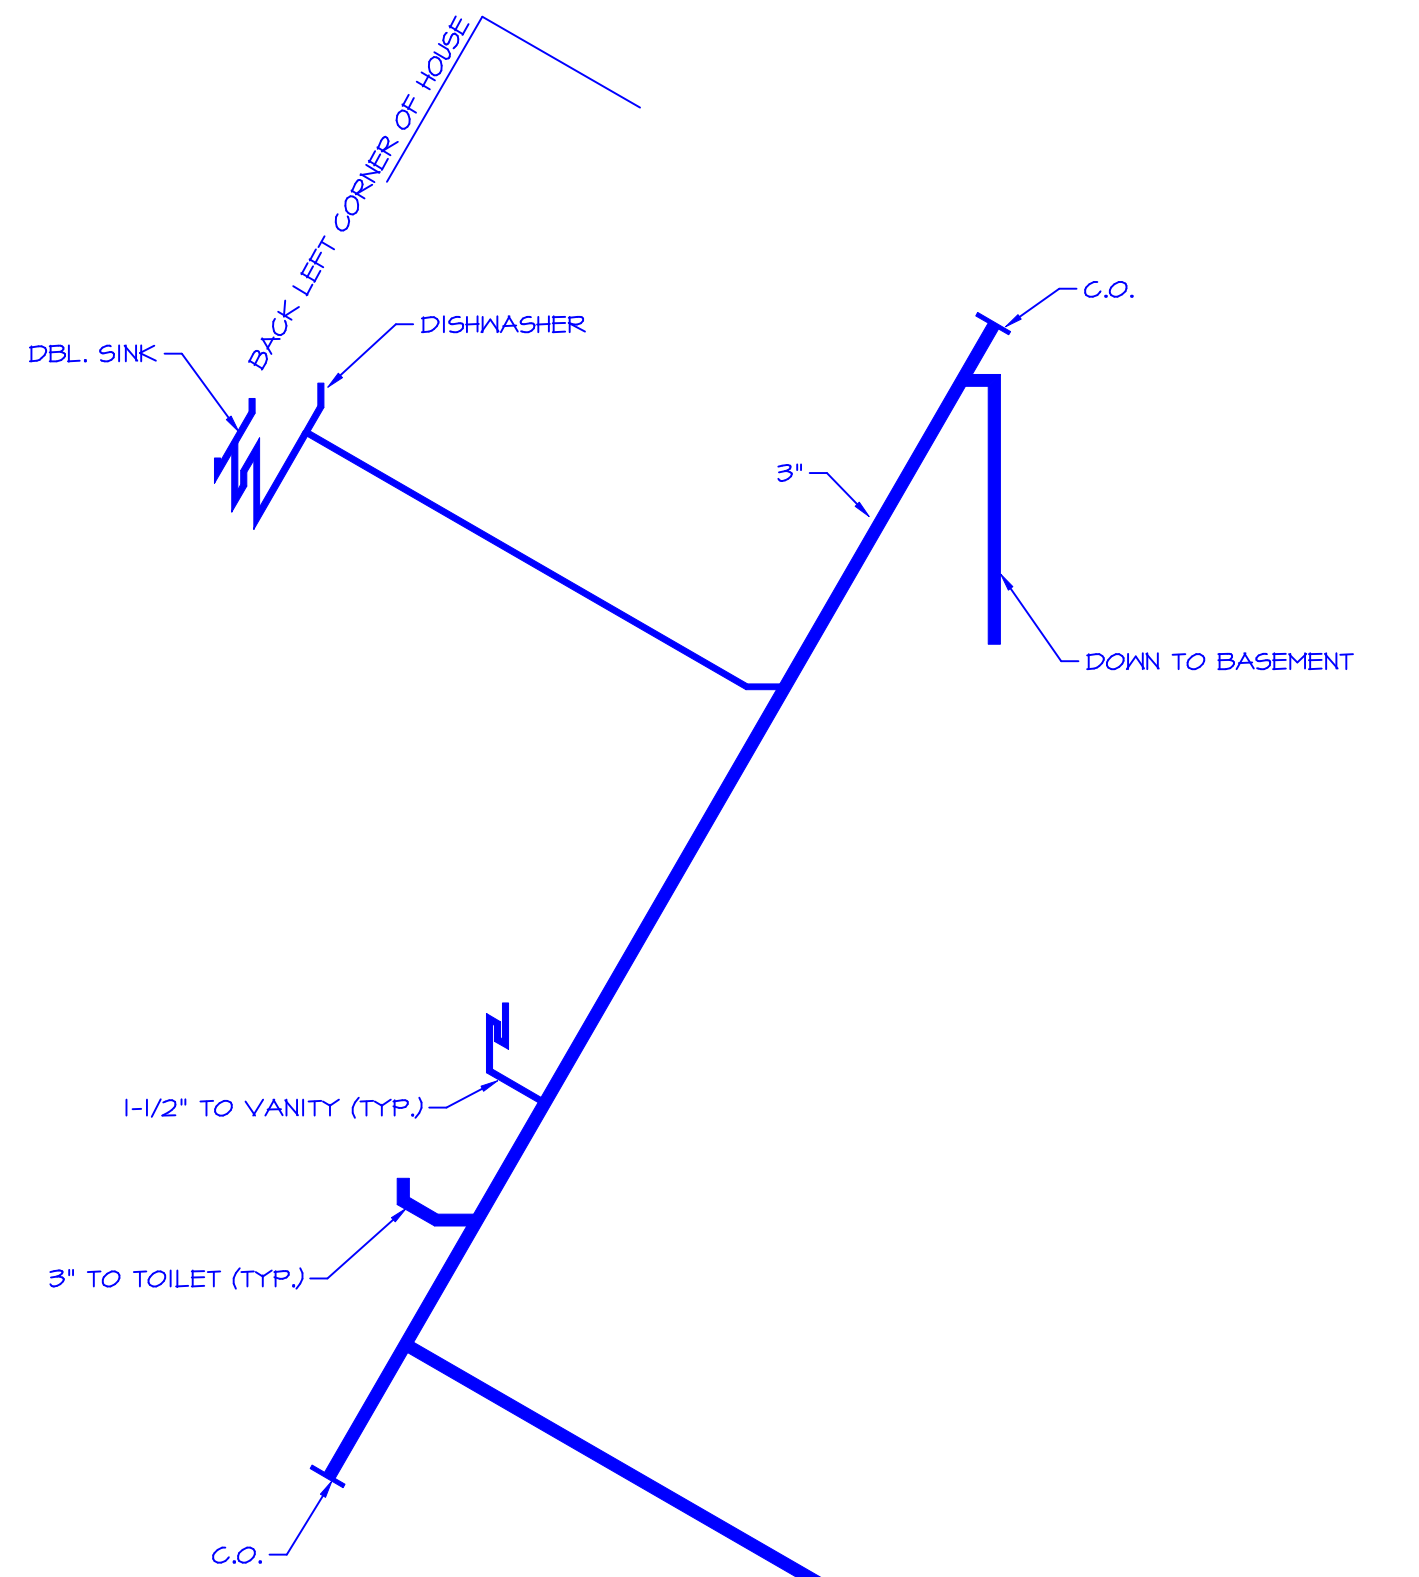 BACK LEFT CORNER OF HOUSE
C.O.
DISHWASHER
DBL. SINK
3"
DOWN TO BASEMENT
1-1/2" TO VANITY (TYP.)
3" TO TOILET (TYP.)
C.O.